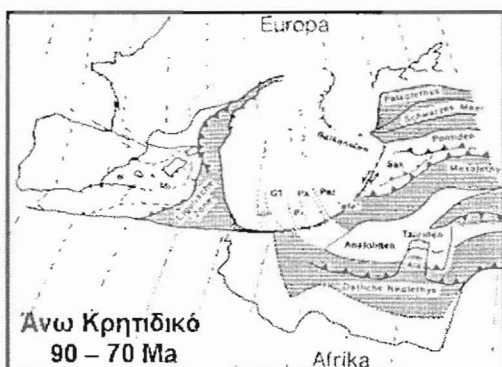 Europa
Paläotethys
Schwarzes Meer
Pontiden
Balkaniden
Sak
Mesotethys
G1
Pel
Anatoliden
Tauriden
Östliche Neotethys
Άνω Κρητιδικό
90 – 70 Ma
Afrika